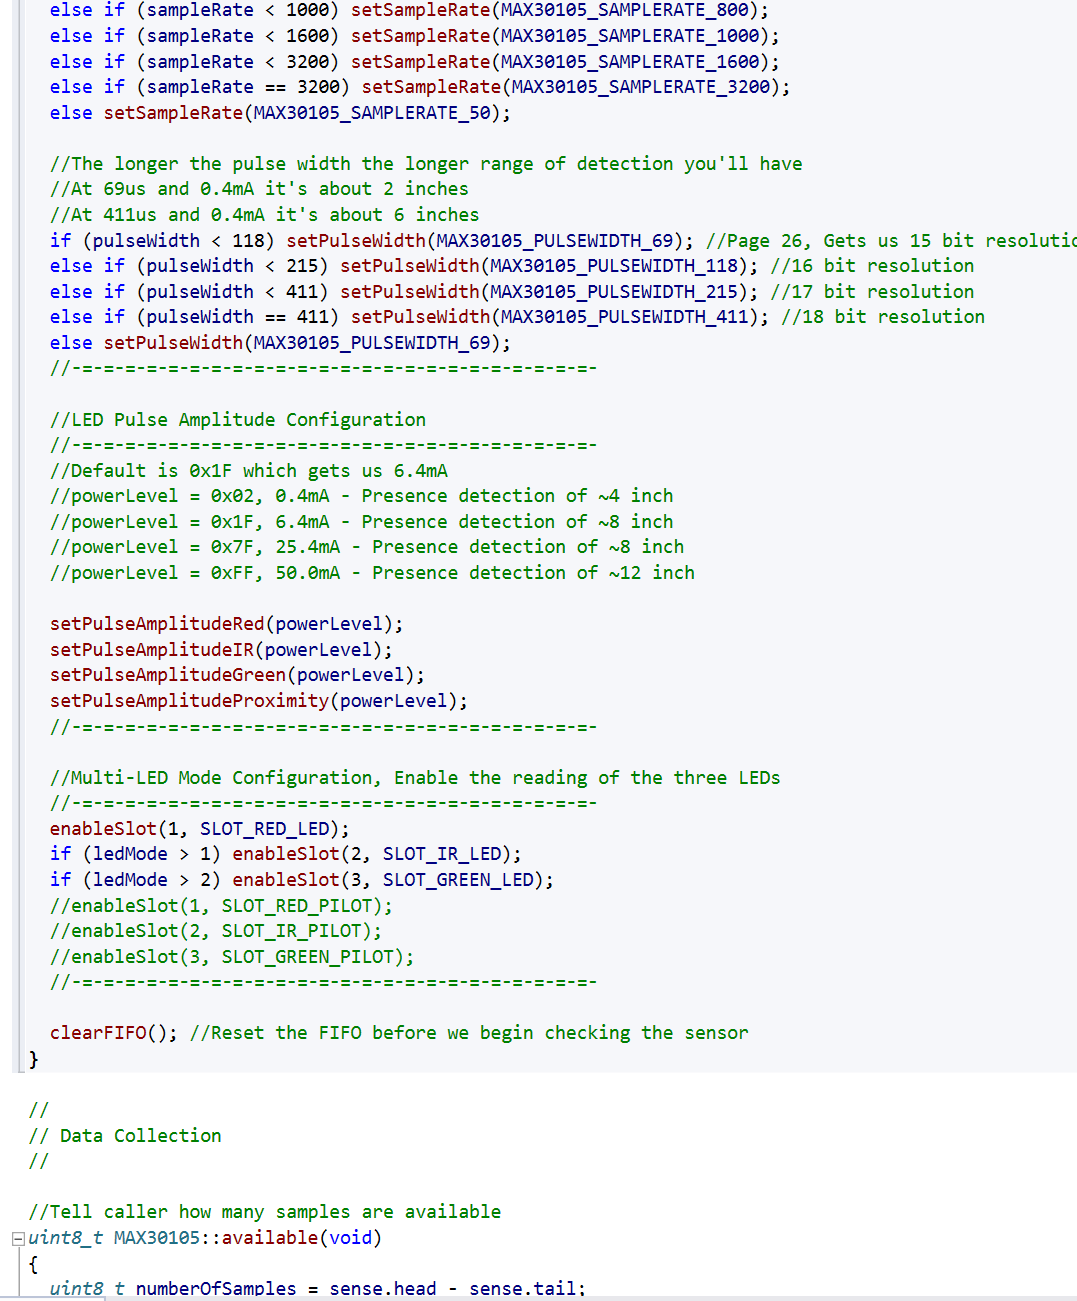 else if (sampleRate < 1000) setSampleRate(MAX30105_SAMPLERATE_800);
else if (sampleRate < 1600) setSampleRate(MAX30105_SAMPLERATE_1000);
else if (sampleRate < 3200) setSampleRate(MAX30105_SAMPLERATE_1600);
else if (sampleRate == 3200) setSampleRate(MAX30105_SAMPLERATE_3200);
else setSampleRate(MAX30105_SAMPLERATE_50);
//The longer the pulse width the longer range of detection you'll have
//At 69us and 0.4mA it's about 2 inches
//At 411us and 0.4mA it's about 6 inches
if (pulseWidth < 118) setPulseWidth(MAX30105_PULSEWIDTH_69); //Page 26, Gets us 15 bit resolutio
else if (pulseWidth < 215) setPulseWidth(MAX30105_PULSEWIDTH_118); //16 bit resolution
else if (pulseWidth < 411) setPulseWidth(MAX30105_PULSEWIDTH_215); //17 bit resolution
else if (pulseWidth == 411) setPulseWidth(MAX30105_PULSEWIDTH_411); //18 bit resolution
else setPulseWidth(MAX30105_PULSEWIDTH_69);
//-=-=-=-=-=-=-=-=-=-=-=-=-=-=-=-=-=-=-=-=-=-=-=-=-
//LED Pulse Amplitude Configuration
//-=-=-=-=-=-=-=-=-=-=-=-=-=-=-=-=-=-=-=-=-=-=-=-=-
//Default is 0x1F which gets us 6.4mA
//powerLevel = 0x02, 0.4mA - Presence detection of ~4 inch
//powerLevel = 0x1F, 6.4mA - Presence detection of ~8 inch
//powerLevel = 0x7F, 25.4mA - Presence detection of ~8 inch
//powerLevel = 0xFF, 50.0mA - Presence detection of ~12 inch
setPulseAmplitudeRed(powerLevel);
setPulseAmplitudeIR(powerLevel);
setPulseAmplitudeGreen(powerLevel);
setPulseAmplitudeProximity(powerLevel);
//-=-=-=-=-=-=-=-=-=-=-=-=-=-=-=-=-=-=-=-=-=-=-=-=-
//Multi-LED Mode Configuration, Enable the reading of the three LEDs
//-=-=-=-=-=-=-=-=-=-=-=-=-=-=-=-=-=-=-=-=-=-=-=-=-
enableSlot(1, SLOT_RED_LED);
if (ledMode > 1) enableSlot(2, SLOT_IR_LED);
if (ledMode > 2) enableSlot(3, SLOT_GREEN_LED);
//enableSlot(1, SLOT_RED_PILOT);
//enableSlot(2, SLOT_IR_PILOT);
//enableSlot(3, SLOT_GREEN_PILOT);
//-=-=-=-=-=-=-=-=-=-=-=-=-=-=-=-=-=-=-=-=-=-=-=-=-
clearFIFO(); //Reset the FIFO before we begin checking the sensor
}
//
// Data Collection
//
//Tell caller how many samples are available
uint8_t MAX30105::available(void)
{
uint8_t numberOfSamples = sense.head - sense.tail;